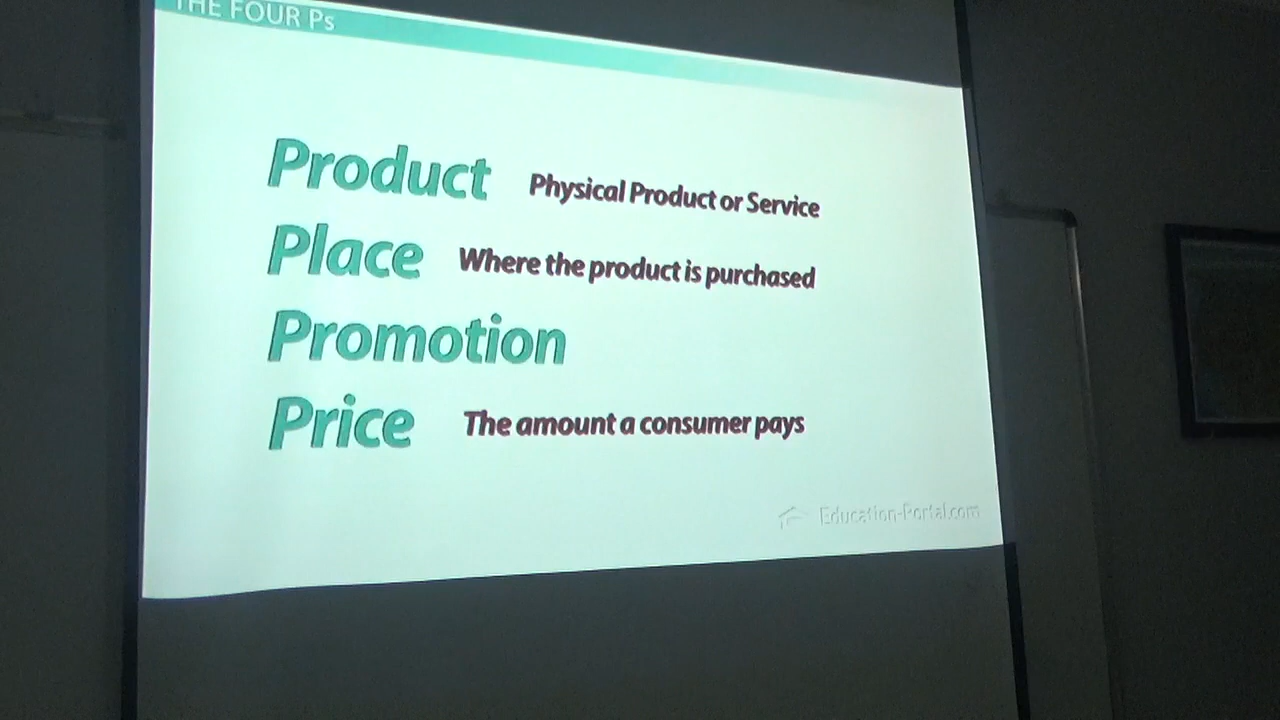 THE FOUR Ps
Product Physical Product or Service
Place Where the product is purchased
Promotion
Price The amount a consumer pays
Education-Portal.com